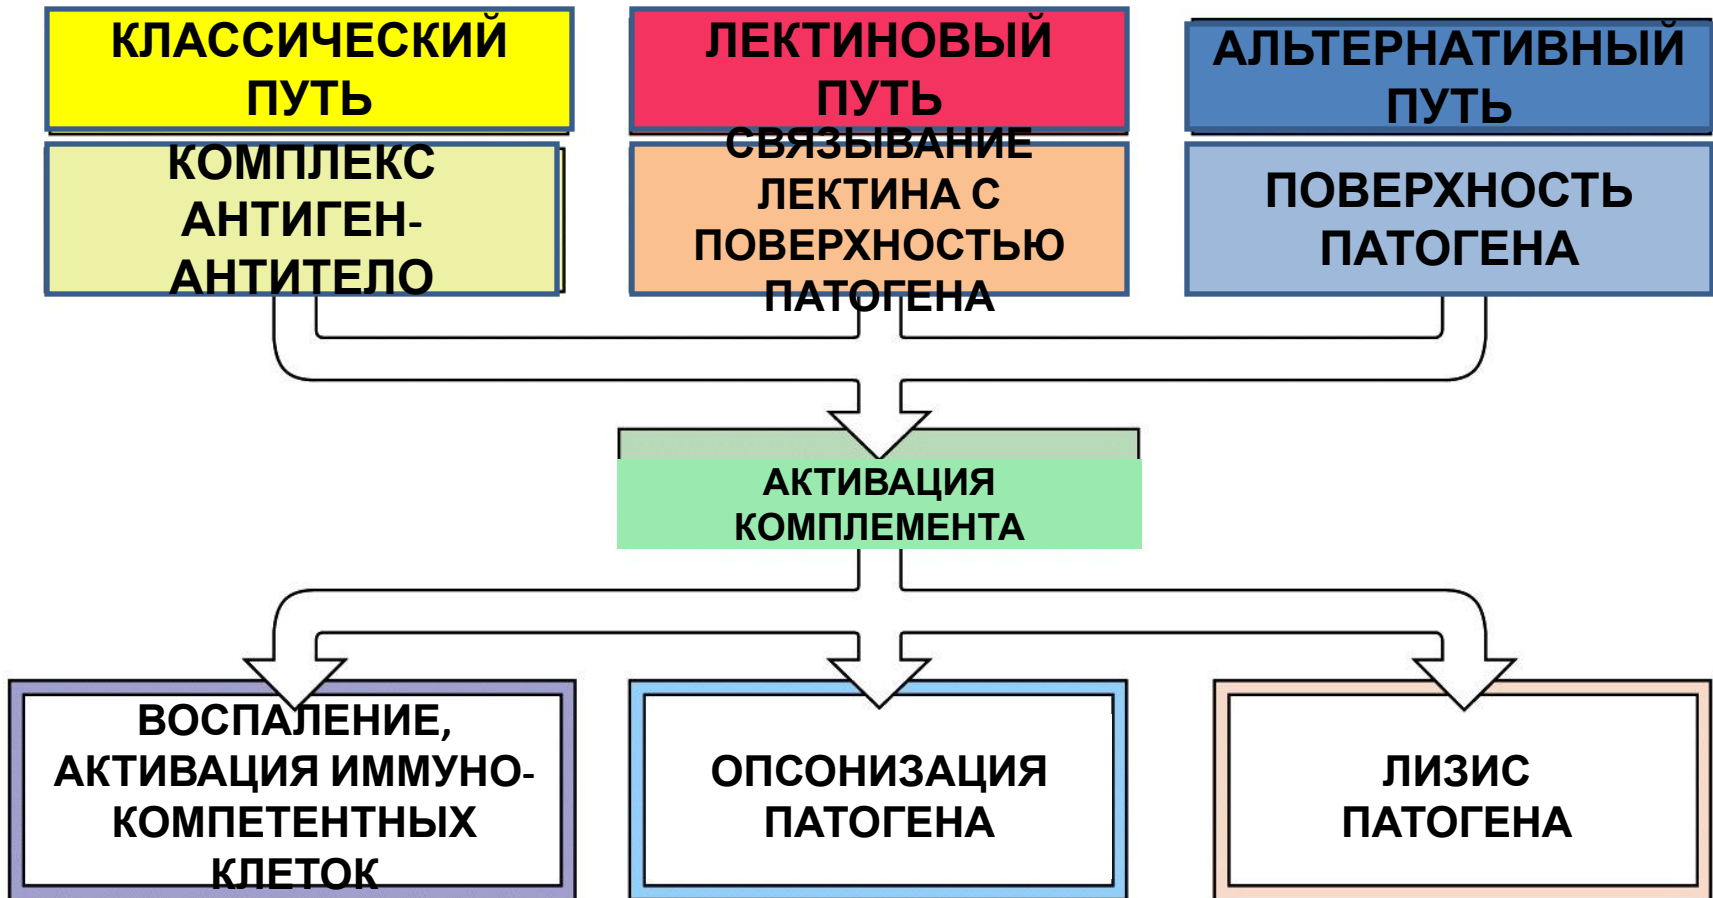 КЛАССИЧЕСКИЙ
ПУТЬ
КОМПЛЕКС
АНТИГЕН-
АНТИТЕЛО
ЛЕКТИНОВЫЙ
ПУТЬ
СВЯЗЫВАНИЕ
ЛЕКТИНА С
ПОВЕРХНОСТЬЮ
ПАТОГЕНА
АЛЬТЕРНАТИВНЫЙ
ПУТЬ
ПОВЕРХНОСТЬ
ПАТОГЕНА
АКТИВАЦИЯ
КОМПЛЕМЕНТА
ВОСПАЛЕНИЕ,
АКТИВАЦИЯ ИММУНО-
КОМПЕТЕНТНЫХ
КЛЕТОК
ОПСОНИЗАЦИЯ
ПАТОГЕНА
ЛИЗИС
ПАТОГЕНА